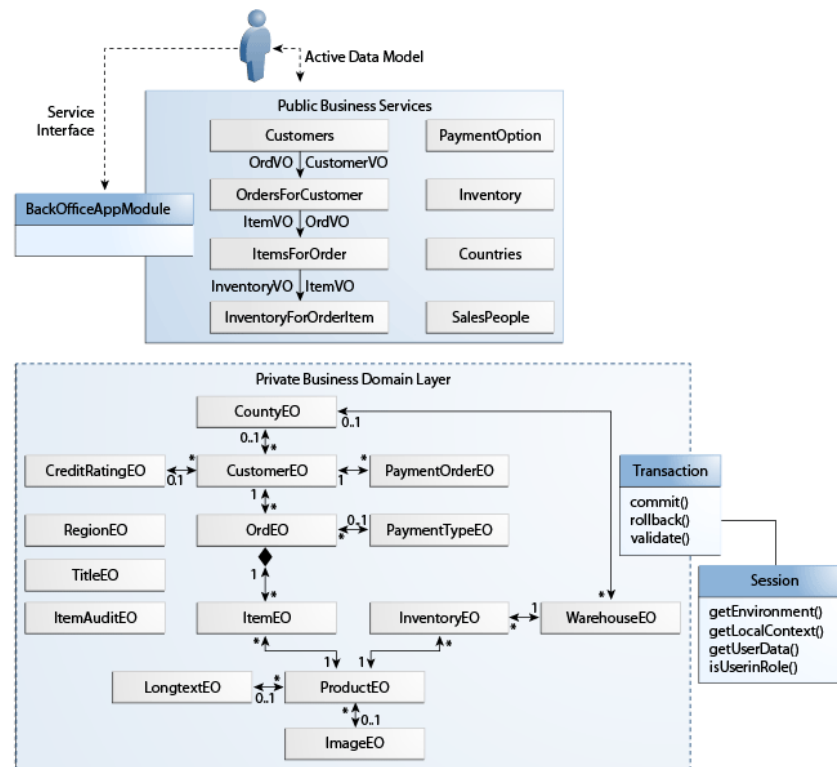 Active Data Model
Service
Interface
Public Business Services
Customers
PaymentOption
OrdVO CustomerVO
BackOfficeAppModule
OrdersForCustomer
Inventory
ItemVO OrdVO
ItemsForOrder
Countries
InventoryVO ItemVO
InventoryForOrderItem
SalesPeople
Private Business Domain Layer
CountyEO
0..1
0..1 *
CreditRatingEO
* 0.1
CustomerEO
* 1
PaymentOrderEO
1 *
RegionEO
OrdEO
0..1 *
PaymentTypeEO
TitleEO
1 *
ItemAuditEO
ItemEO
InventoryEO
1 *
WarehouseEO
*
* 1
1 *
LongtextEO
* 0..1
ProductEO
* 0..1
ImageEO
Transaction
commit()
rollback()
validate()
Session
getEnvironment()
getLocalContext()
getUserData()
isUserinRole()